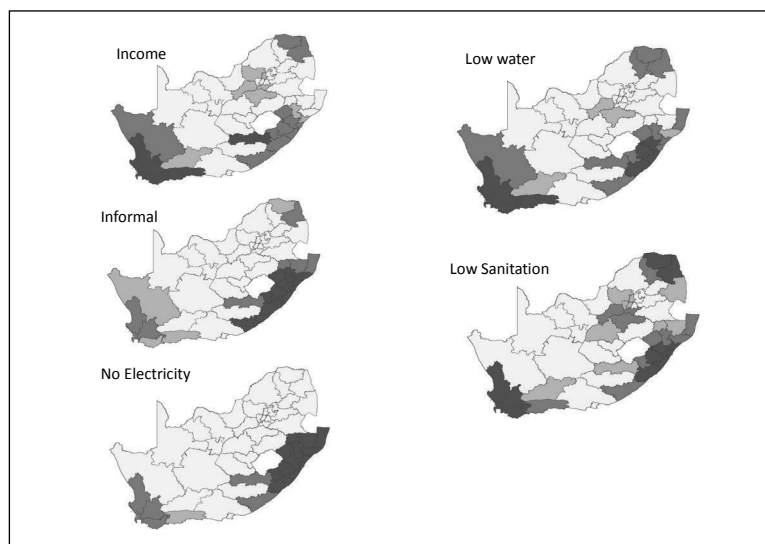 Income
Low water
Informal
Low Sanitation
No Electricity